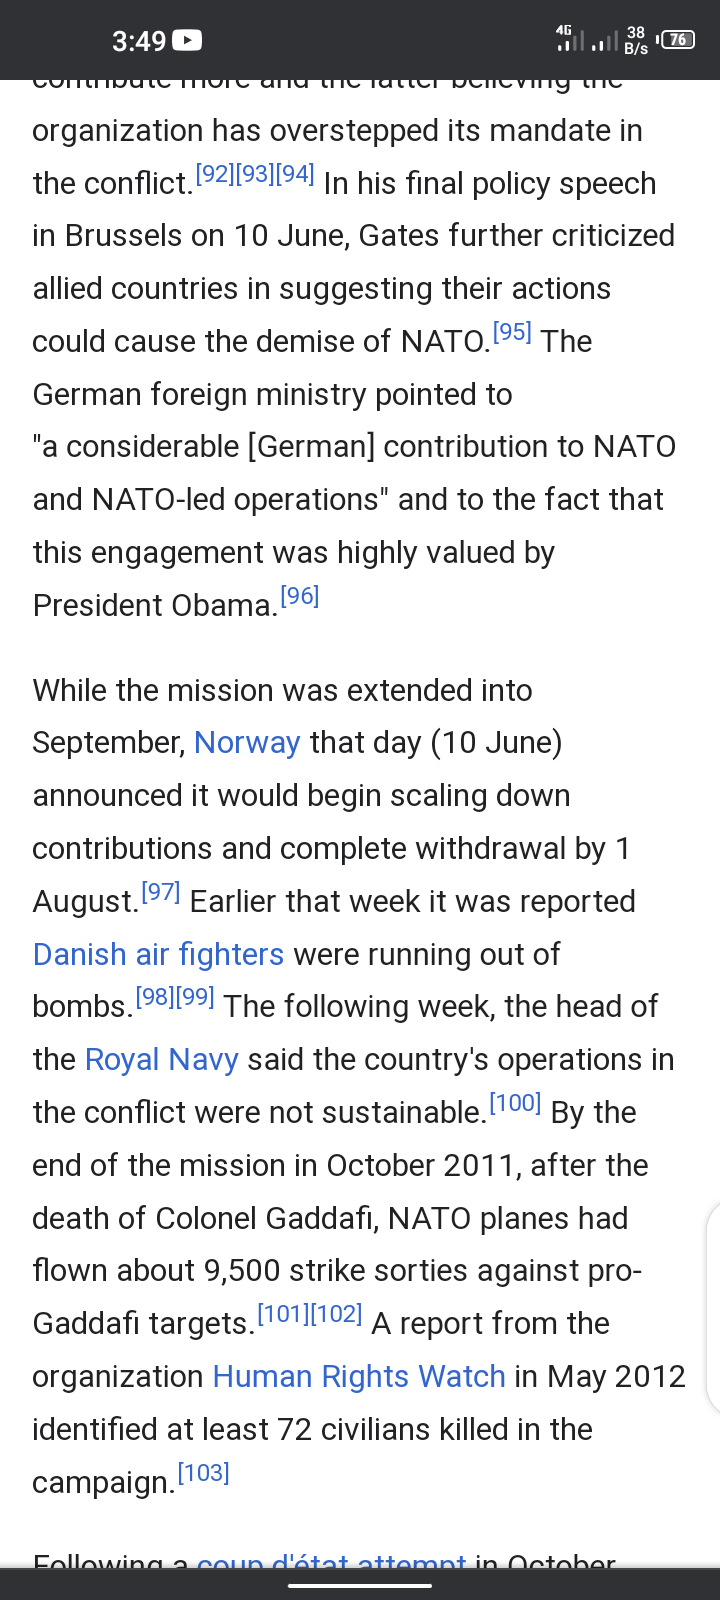 3:49
4G
38
B/s
76
contribute more and the latter believing the
organization has overstepped its mandate in
the conflict.[92][93][94] In his final policy speech
in Brussels on 10 June, Gates further criticized
allied countries in suggesting their actions
could cause the demise of NATO.[95] The
German foreign ministry pointed to
"a considerable [German] contribution to NATO
and NATO-led operations" and to the fact that
this engagement was highly valued by
President Obama.[96]
While the mission was extended into
September, Norway that day (10 June)
announced it would begin scaling down
contributions and complete withdrawal by 1
August.[97] Earlier that week it was reported
Danish air fighters were running out of
bombs.[98][99] The following week, the head of
the Royal Navy said the country's operations in
the conflict were not sustainable.[100] By the
end of the mission in October 2011, after the
death of Colonel Gaddafi, NATO planes had
flown about 9,500 strike sorties against pro-
Gaddafi targets.[101][102] A report from the
organization Human Rights Watch in May 2012
identified at least 72 civilians killed in the
campaign.[103]
Following a coup d'état attempt in October